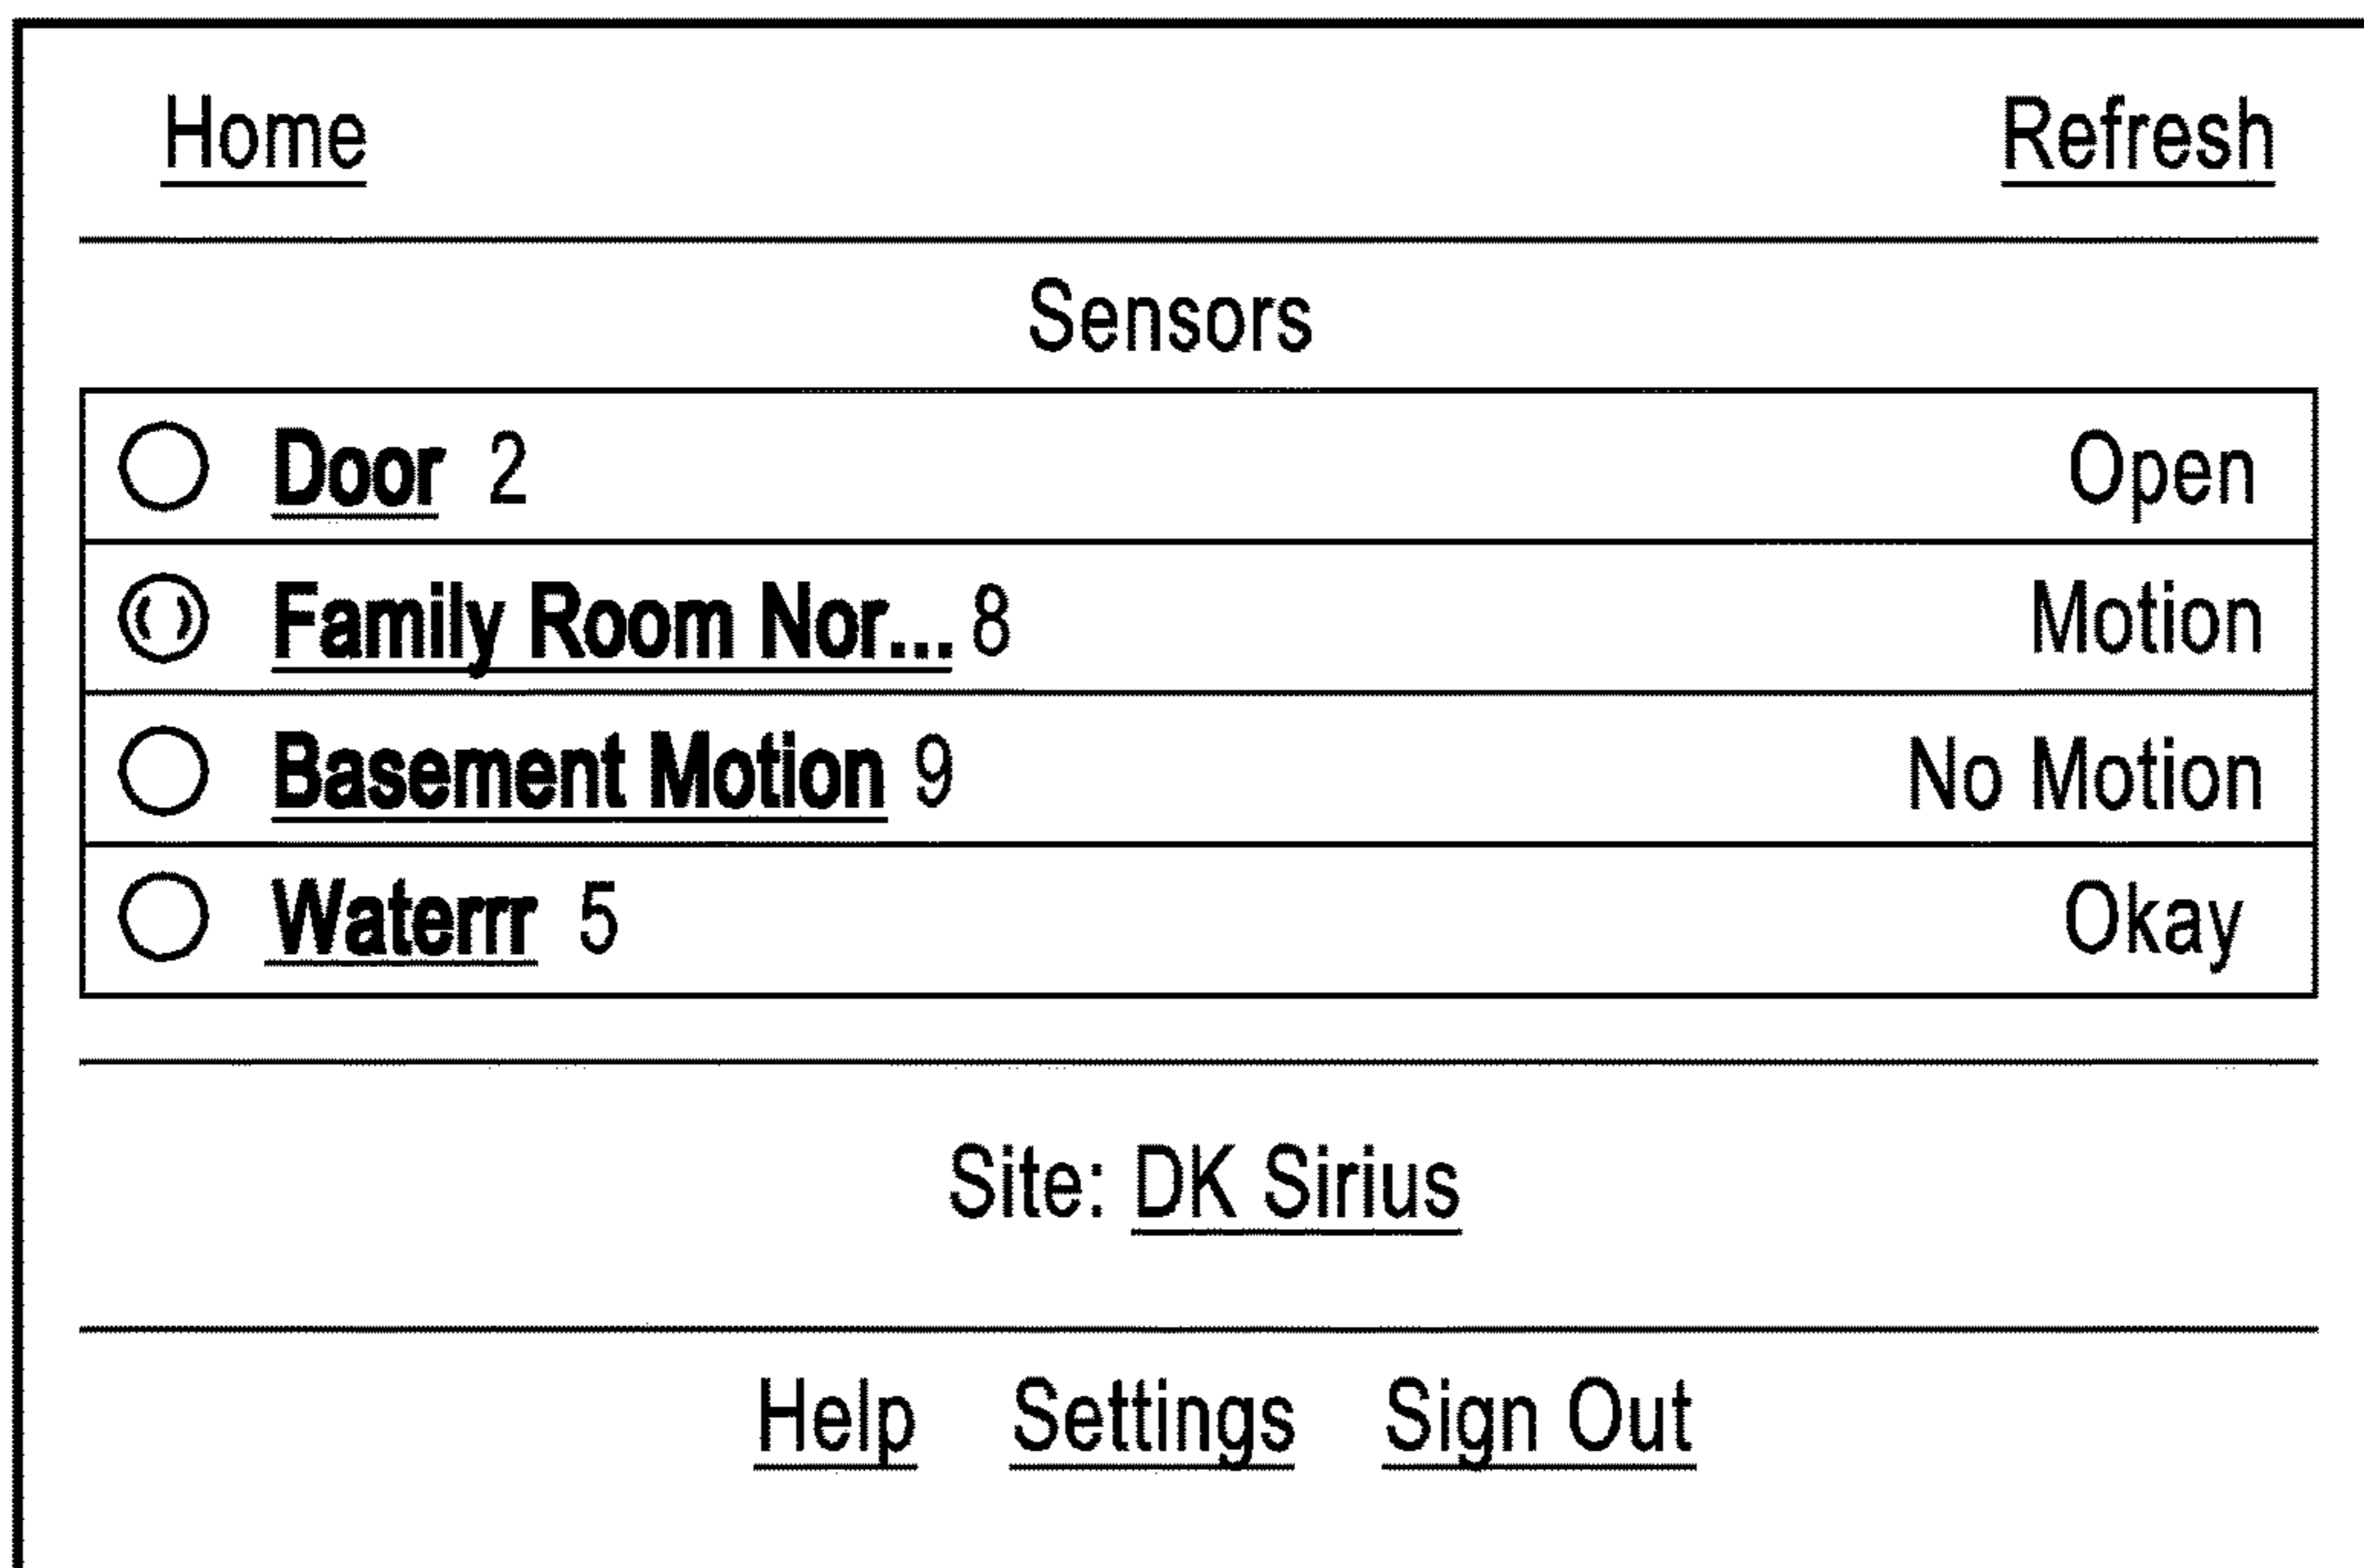 Home Refresh
Sensors
Door 2 Open
Family Room Nor... 8 Motion
Basement Motion 9 No Motion
Waterrr 5 Okay
Site: DK Sirius
Help Settings Sign Out